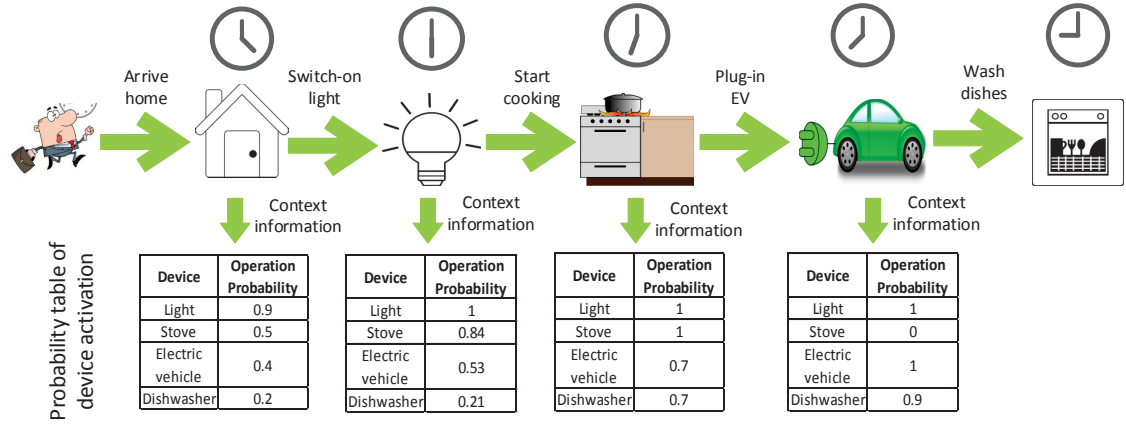 Arrive
home
Switch-on
light
Start
cooking
Plug-in
EV
Wash
dishes
Context
information
Context
information
Context
information
Context
information
Probability table of
device activation
Device Operation Probability
Light 0.9
Stove 0.5
Electric vehicle 0.4
Dishwasher 0.2
Device Operation Probability
Light 1
Stove 0.84
Electric vehicle 0.53
Dishwasher 0.21
Device Operation Probability
Light 1
Stove 1
Electric vehicle 0.7
Dishwasher 0.7
Device Operation Probability
Light 1
Stove 0
Electric vehicle 1
Dishwasher 0.9